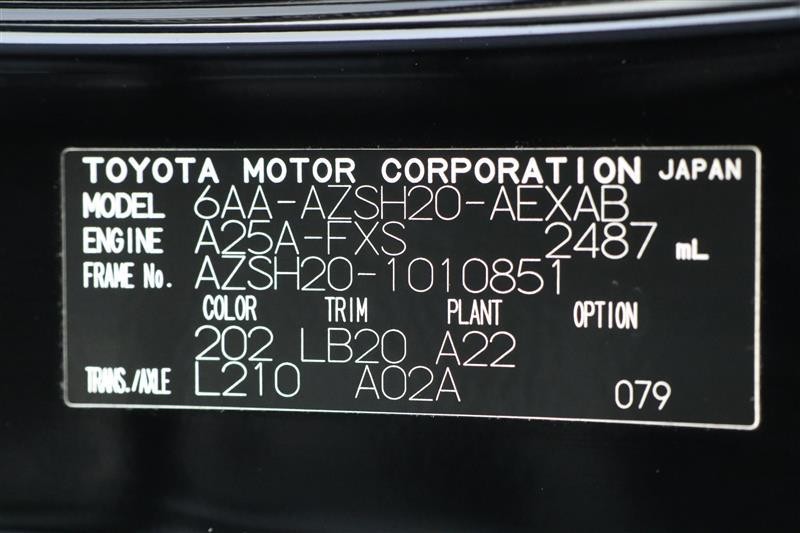 TOYOTA MOTOR CORPORATION JAPAN
MODEL 6AA-AZSH20-AEXAB
ENGINE A25A-FXS 2487 mL
FRAME No. AZSH20-1010851
COLOR TRIM PLANT OPTION
202 LB20 A22
TRANS./AXLE L210 A02A 079